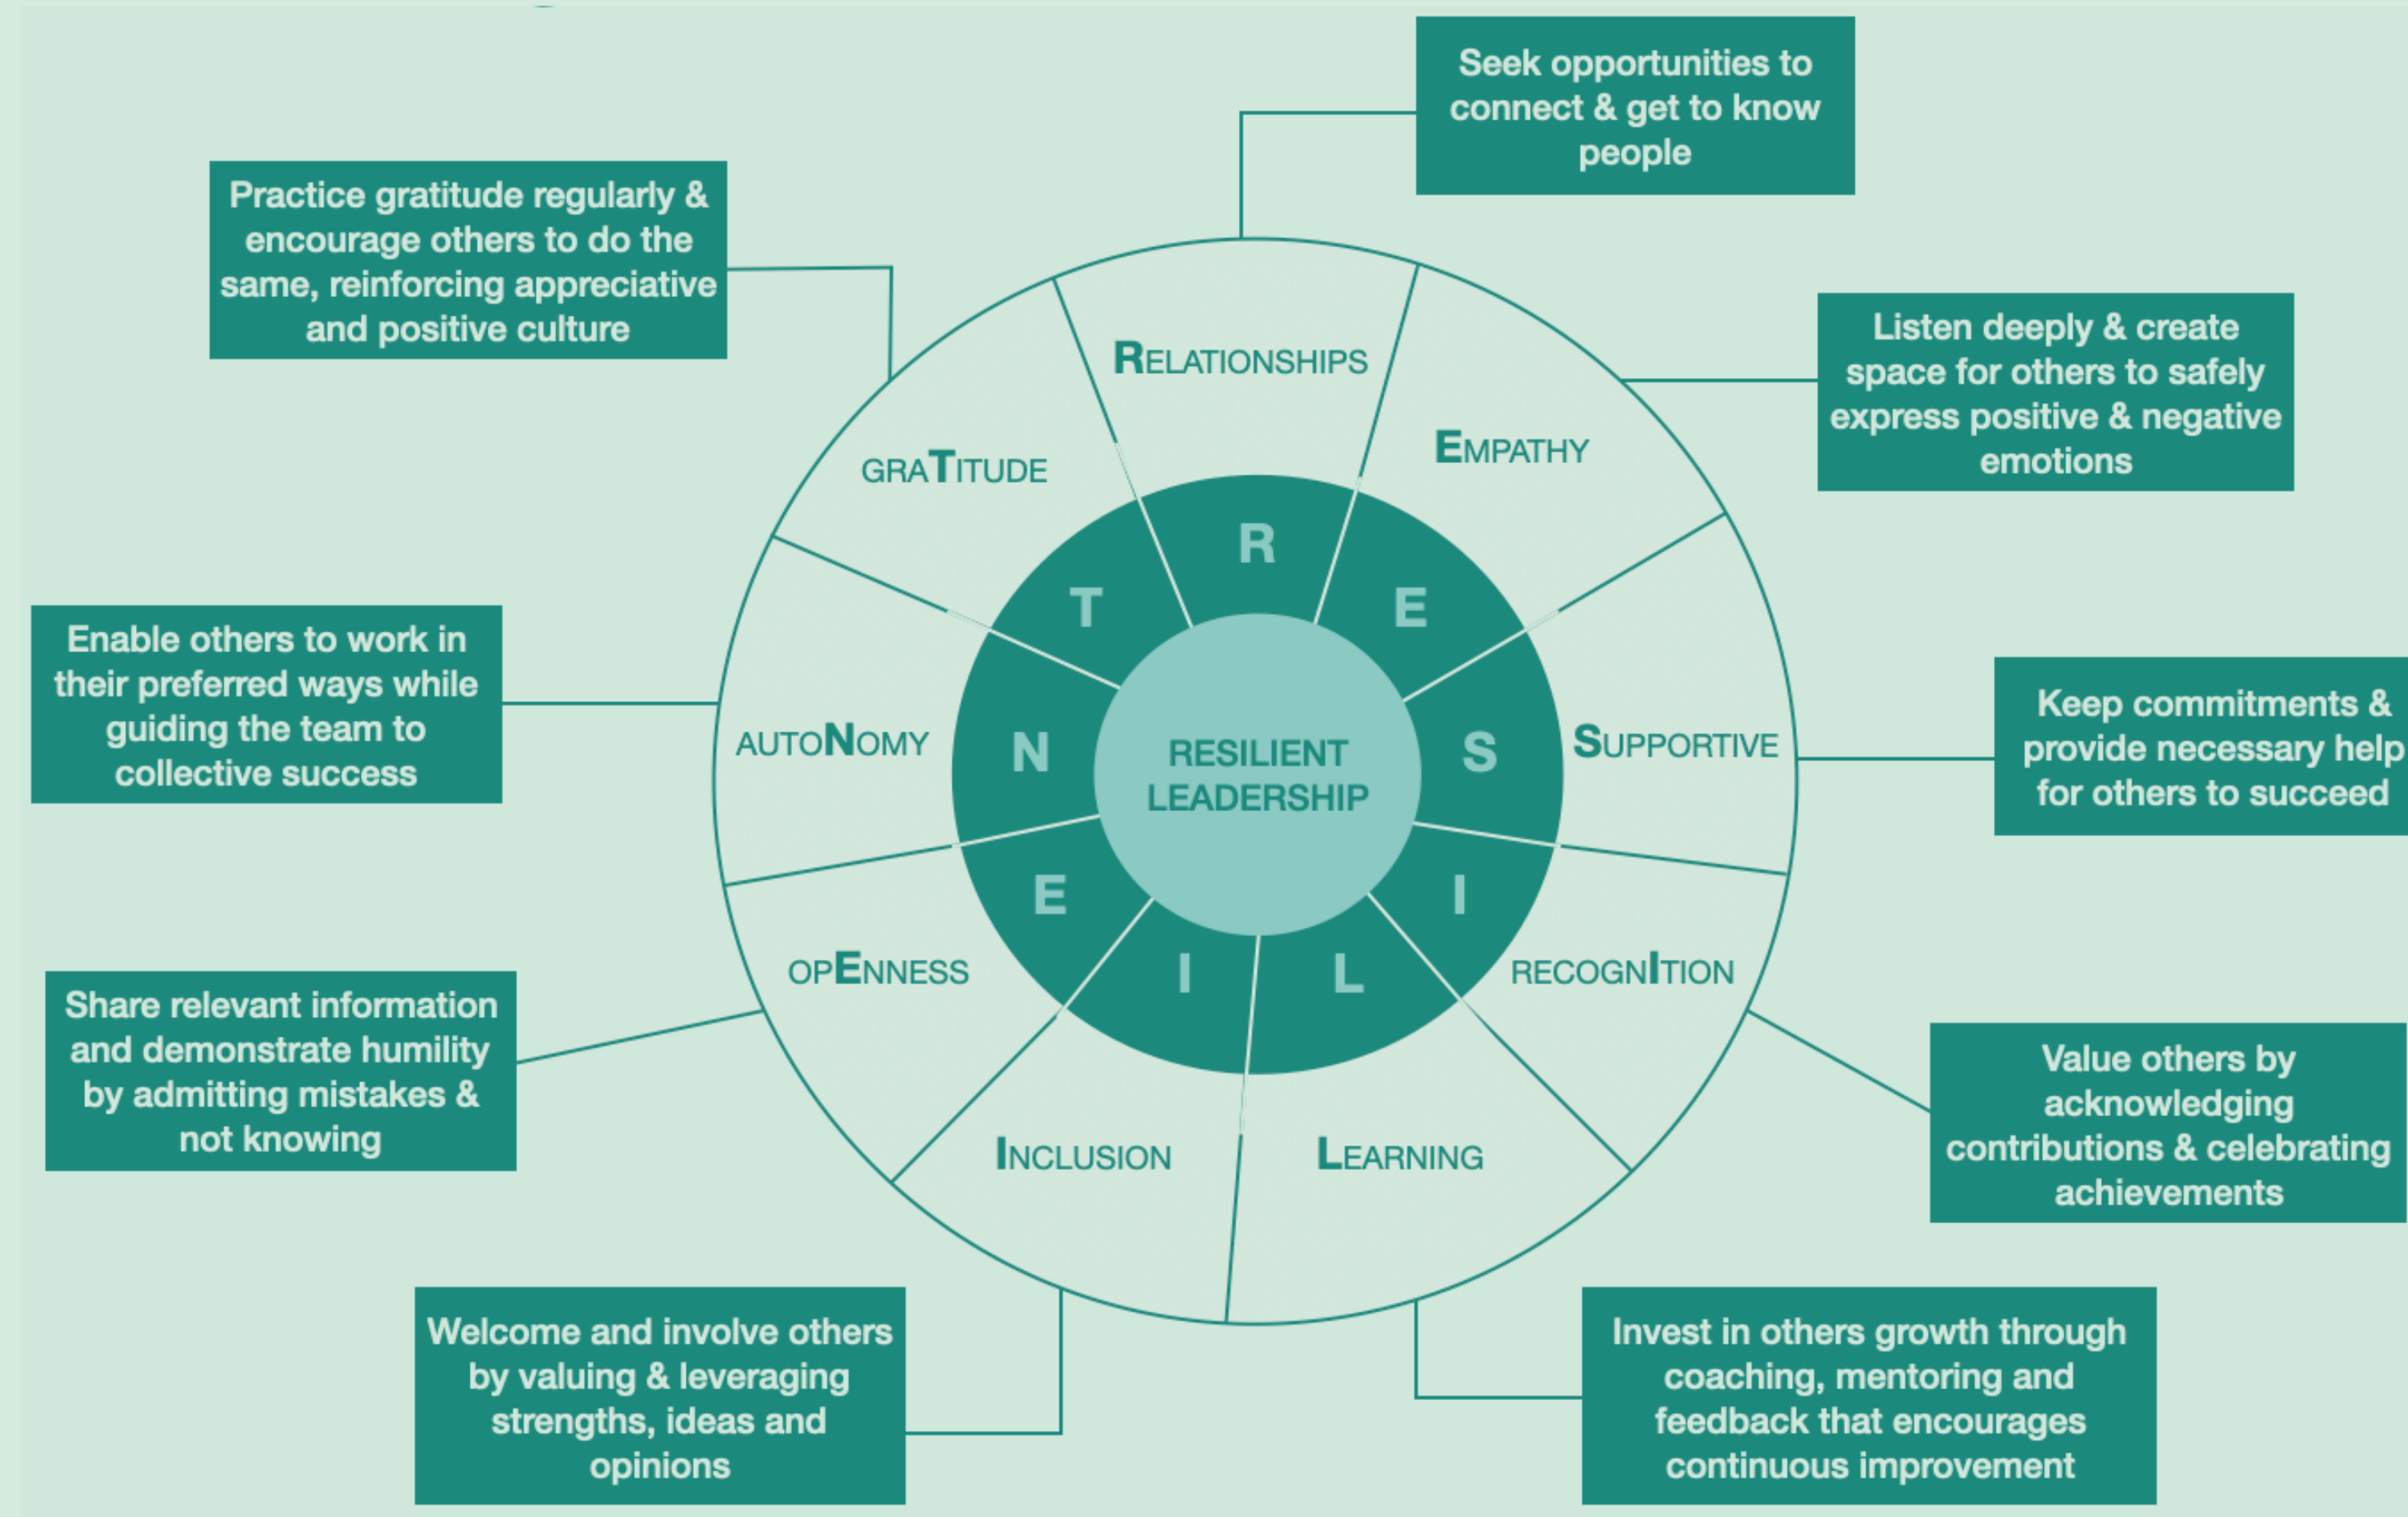 Seek opportunities to
connect & get to know
people
Practice gratitude regularly &
encourage others to do the
same, reinforcing appreciative
and positive culture
Listen deeply & create
space for others to safely
express positive & negative
emotions
RELATIONSHIPS
EMPATHY
GRATITUDE
R
T
E
Enable others to work in
their preferred ways while
guiding the team to
collective success
Keep commitments &
provide necessary help
for others to succeed
AUTONOMY
N
RESILIENT
LEADERSHIP
S
SUPPORTIVE
E
I
OPENNESS
I
L
RECOGNITION
Share relevant information
and demonstrate humility
by admitting mistakes &
not knowing
Value others by
acknowledging
contributions & celebrating
achievements
INCLUSION
LEARNING
Welcome and involve others
by valuing & leveraging
strengths, ideas and
opinions
Invest in others growth through
coaching, mentoring and
feedback that encourages
continuous improvement